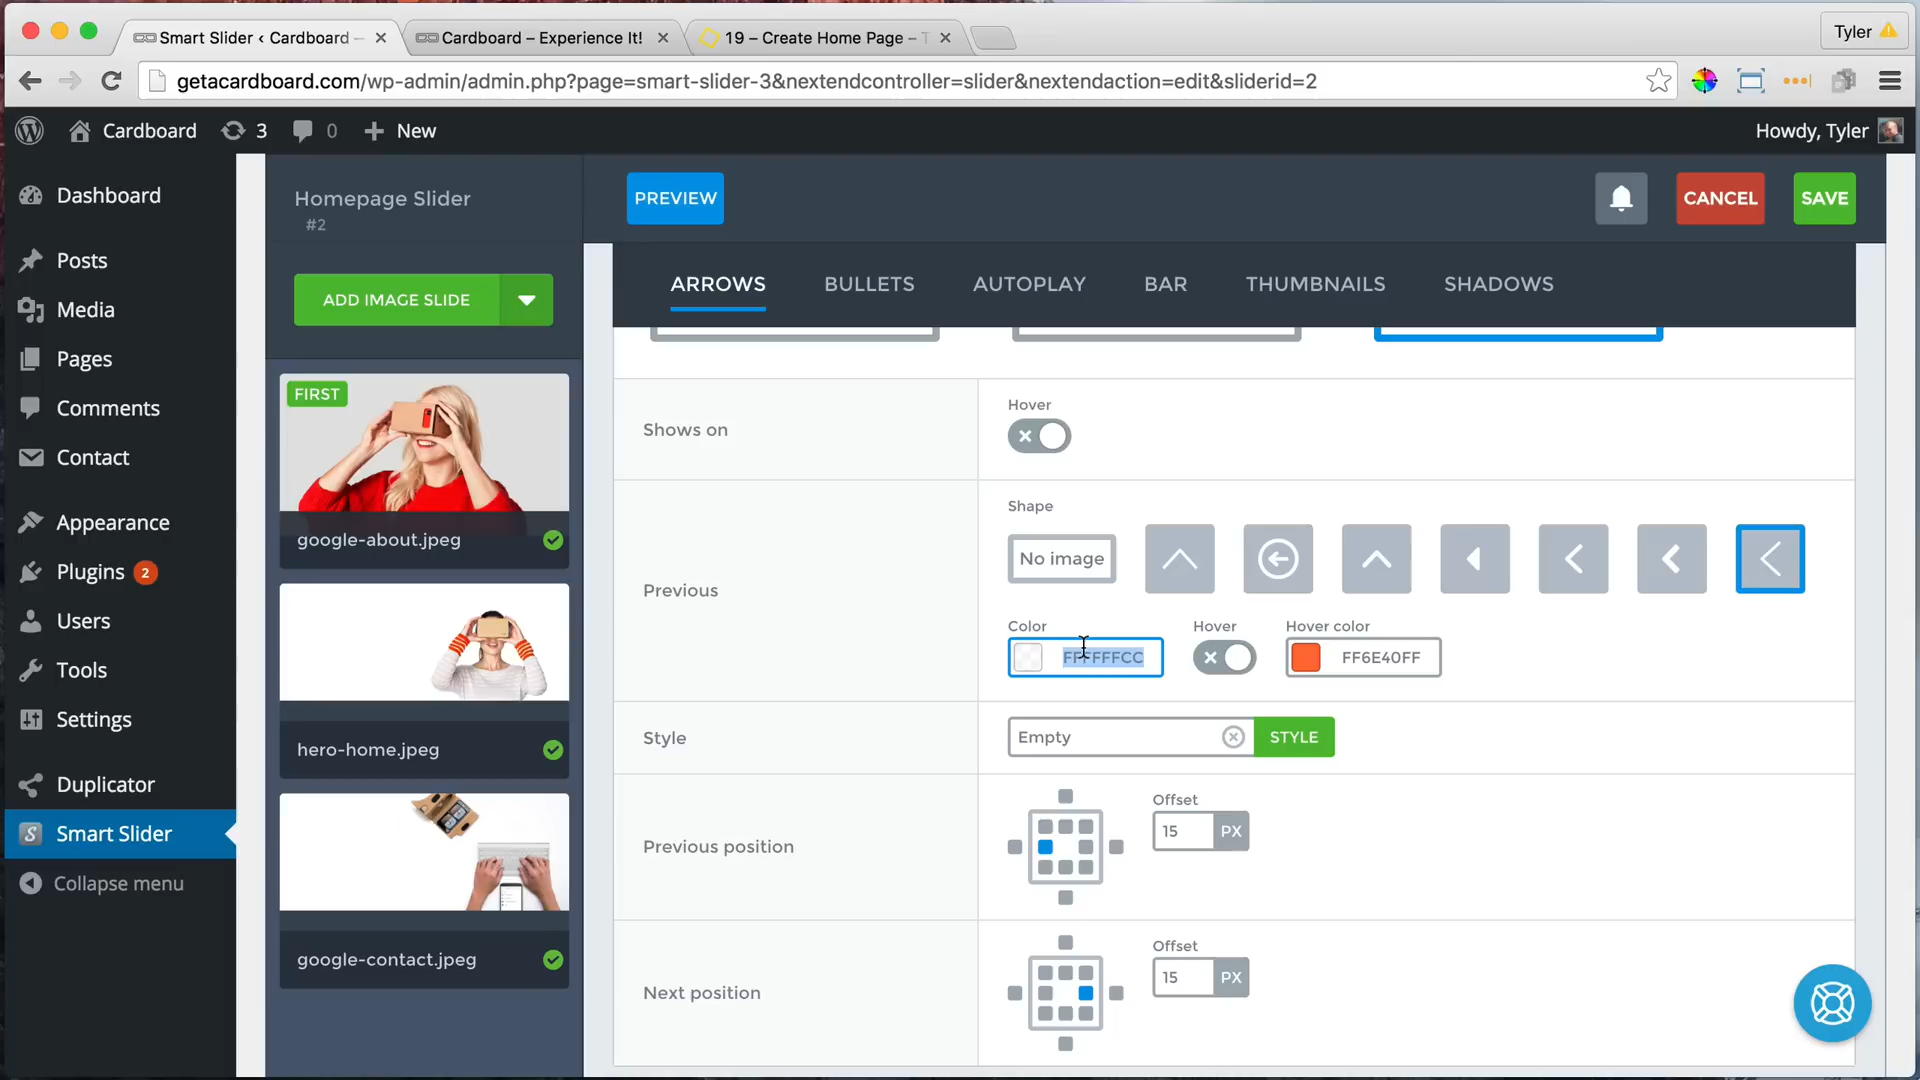 Smart Slider ‹ Cardboard –
Cardboard – Experience It!
19 – Create Home Page – T
Tyler
getacardboard.com/wp-admin/admin.php?page=smart-slider-3&nextendcontroller=slider&nextendaction=edit&sliderid=2
Cardboard
3
0
New
Howdy, Tyler
Dashboard
Posts
Media
Pages
Comments
Contact
Appearance
Plugins 2
Users
Tools
Settings
Duplicator
Smart Slider
Collapse menu
Homepage Slider
#2
ADD IMAGE SLIDE
FIRST
google-about.jpeg
hero-home.jpeg
google-contact.jpeg
PREVIEW
CANCEL
SAVE
ARROWS
BULLETS
AUTOPLAY
BAR
THUMBNAILS
SHADOWS
Shows on
Hover
Previous
Shape
No image
Color
Hover
Hover color
FFFFFFCC
FF6E40FF
Style
Empty
STYLE
Previous position
Offset
15
PX
Next position
Offset
15
PX